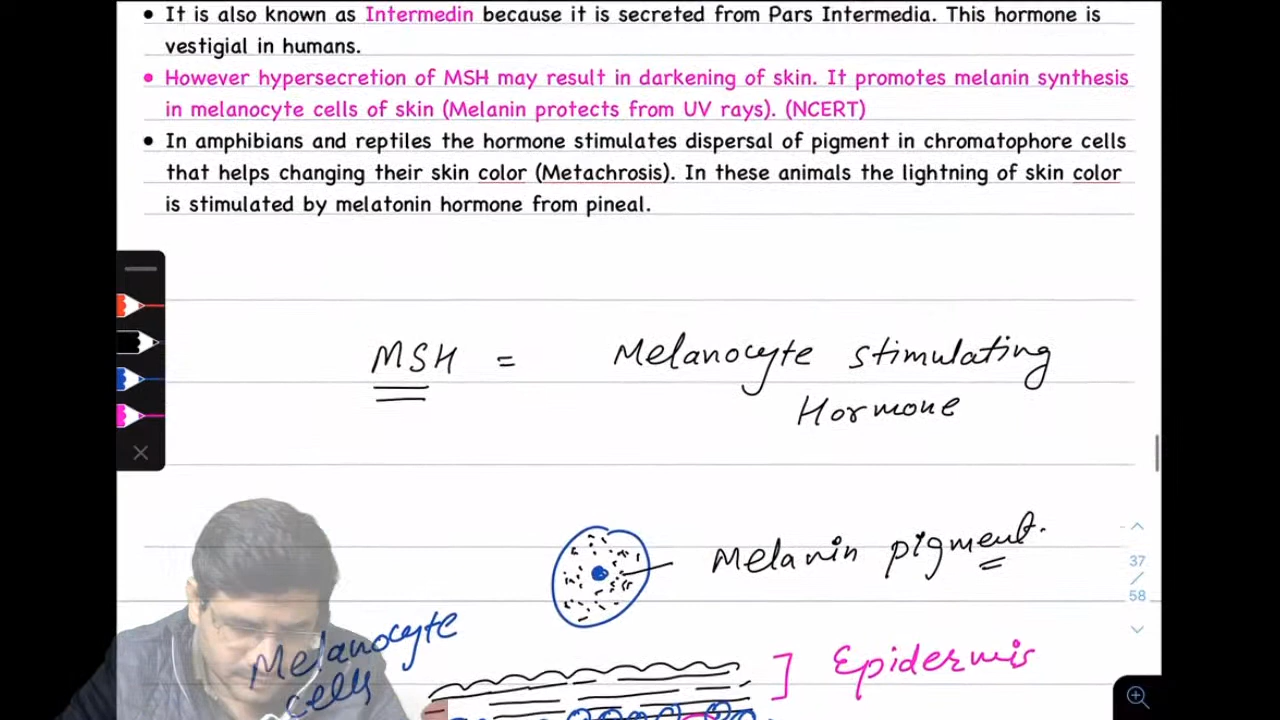 • It is also known as Intermedin because it is secreted from Pars Intermedia. This hormone is
vestigial in humans.
• However hypersecretion of MSH may result in darkening of skin. It promotes melanin synthesis
in melanocyte cells of skin (Melanin protects from UV rays). (NCERT)
• In amphibians and reptiles the hormone stimulates dispersal of pigment in chromatophore cells
that helps changing their skin color (Metachrosis). In these animals the lightning of skin color
is stimulated by melatonin hormone from pineal.
MSH = Melanocyte stimulating
Hormone
Melanin pigment.
37
/
58
Melanocyte
cells
] Epidermis